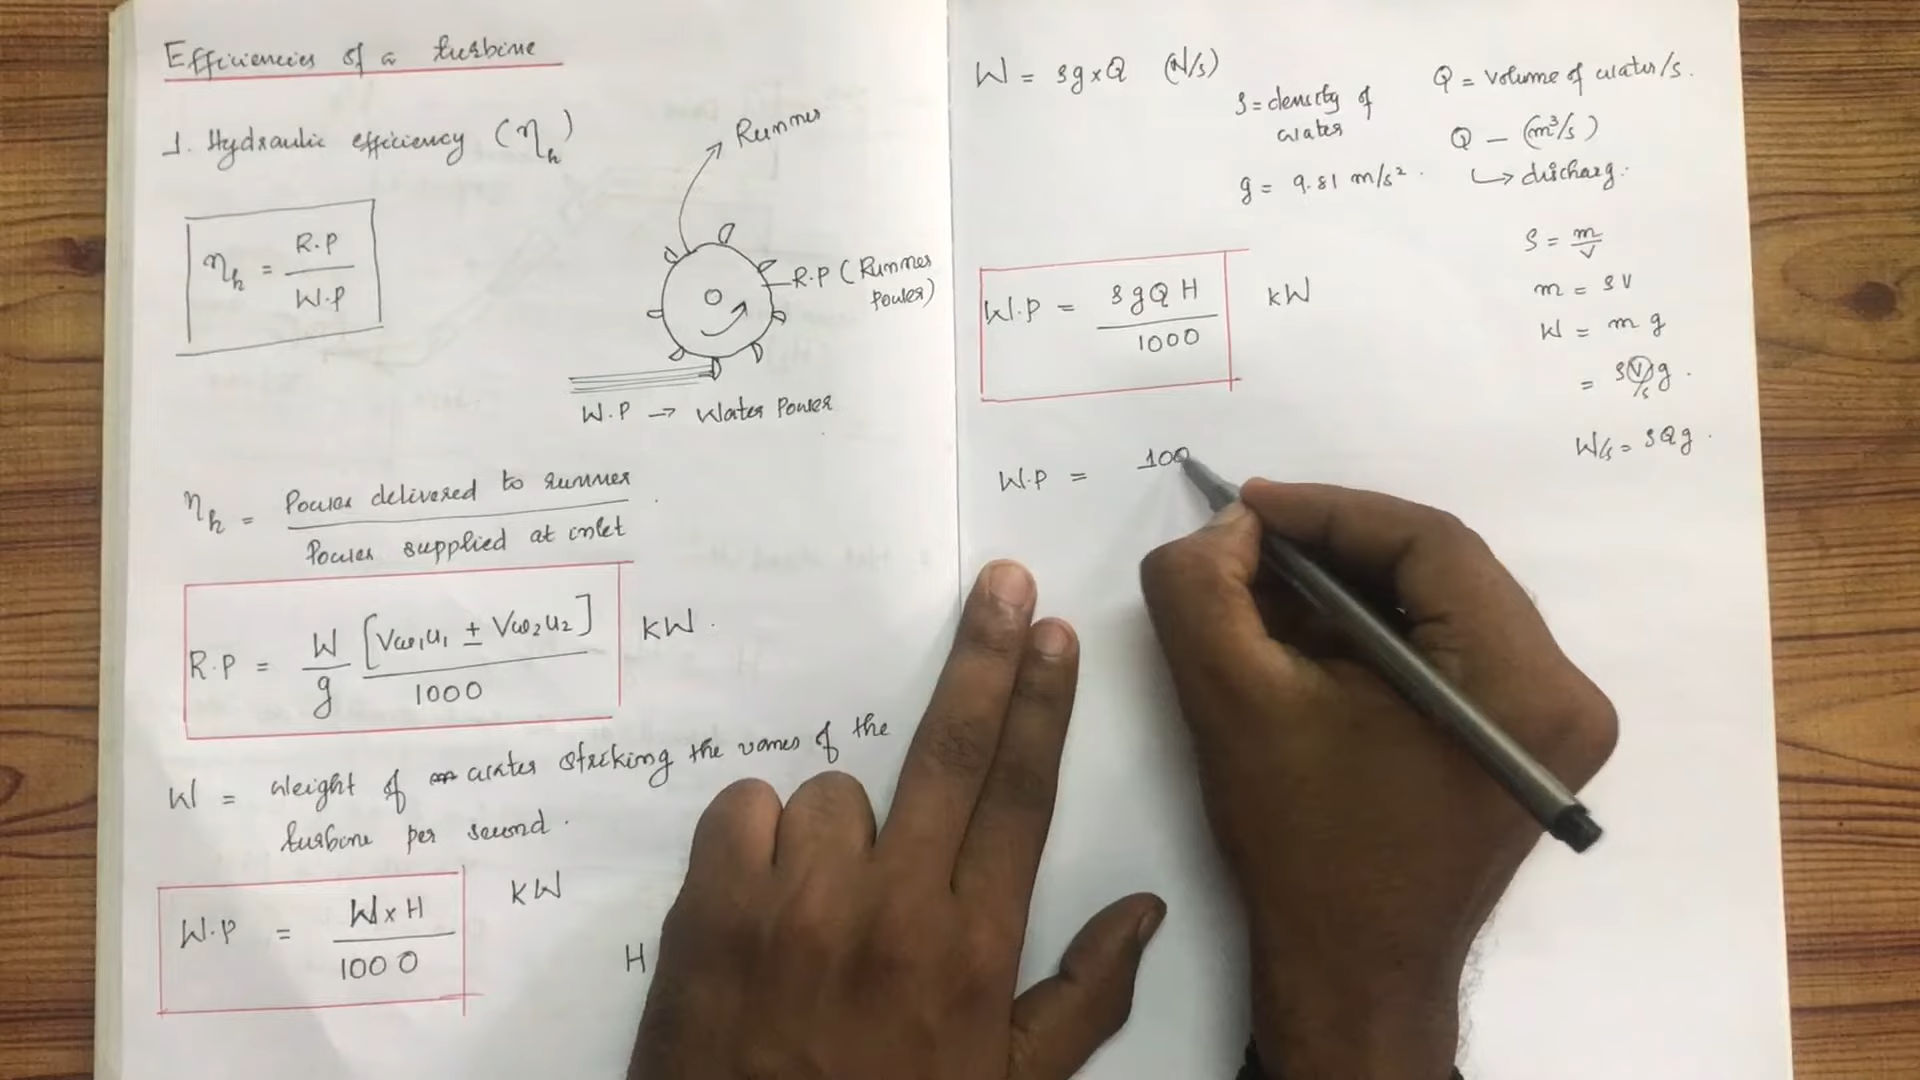 Efficiencies of a turbine
1. Hydraulic efficiency (ηh)
Runner
ηh = R.P / W.P
R.P (Runner Power)
W.P → Water Power
ηh = Power delivered to runner / Power supplied at inlet
R.P = W/g [Vw₁u₁ ± Vw₂u₂] / 1000 kW.
W = weight of water striking the vanes of the
turbine per second.
W.P = W x H / 1000 kW
H
W = ρg x Q (N/s)
ρ = density of
water
g = 9.81 m/s².
Q = volume of water/s.
Q – (m³/s)
↳ discharg.
W.P = ρgQH / 1000 kW
ρ = m/V
m = ρV
W = mg
= ρV/s g.
W/s = ρQg.
W.P = 100